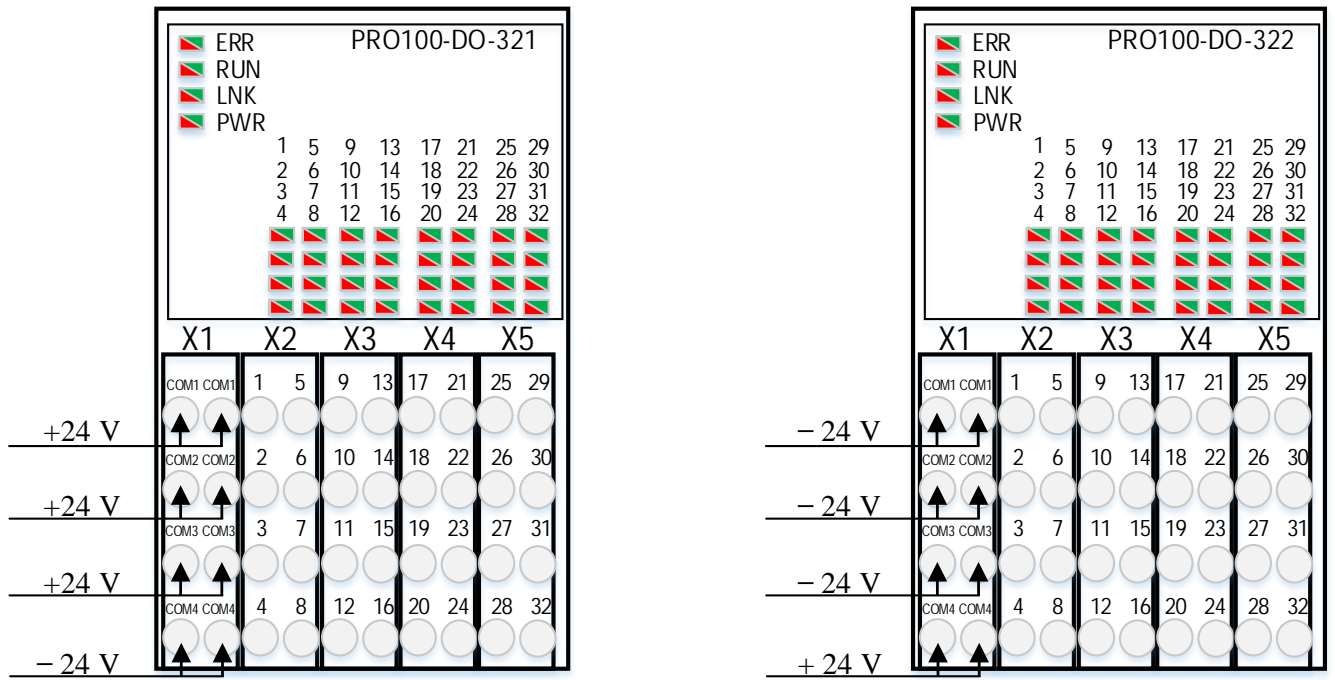 ERR PRO100-DO-321
RUN
LNK
PWR
1 5 9 13 17 21 25 29
2 6 10 14 18 22 26 30
3 7 11 15 19 23 27 31
4 8 12 16 20 24 28 32
X1 X2 X3 X4 X5
COM1 COM1 1 5 9 13 17 21 25 29
+24 V
COM2 COM2 2 6 10 14 18 22 26 30
+24 V
COM3 COM3 3 7 11 15 19 23 27 31
+24 V
COM4 COM4 4 8 12 16 20 24 28 32
− 24 V
ERR PRO100-DO-322
RUN
LNK
PWR
1 5 9 13 17 21 25 29
2 6 10 14 18 22 26 30
3 7 11 15 19 23 27 31
4 8 12 16 20 24 28 32
X1 X2 X3 X4 X5
COM1 COM1 1 5 9 13 17 21 25 29
− 24 V
COM2 COM2 2 6 10 14 18 22 26 30
− 24 V
COM3 COM3 3 7 11 15 19 23 27 31
− 24 V
COM4 COM4 4 8 12 16 20 24 28 32
+ 24 V